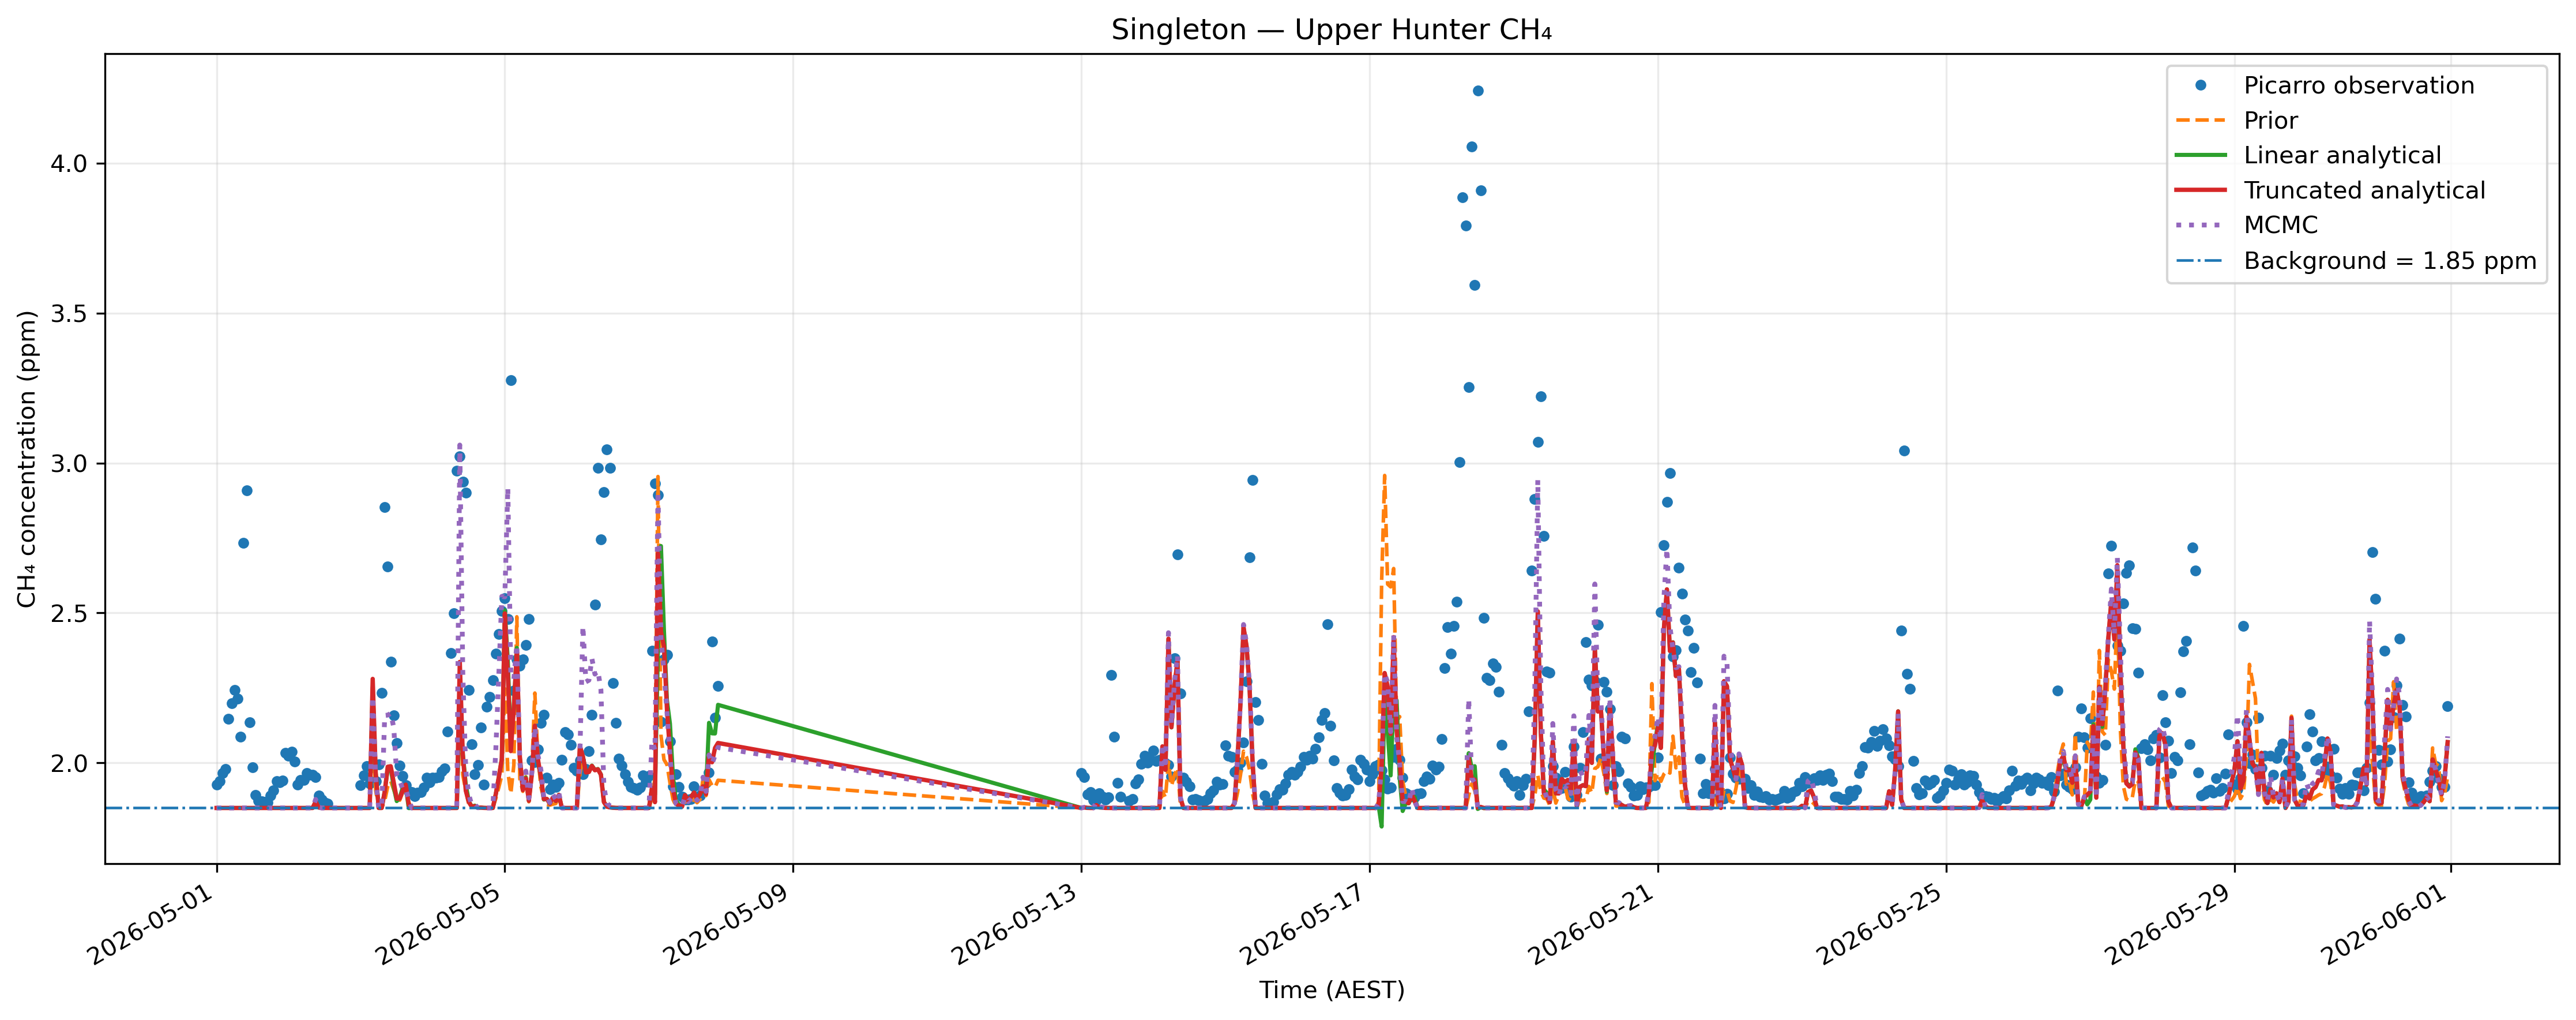 Singleton — Upper Hunter CH₄
CH₄ concentration (ppm)
4.0
3.5
3.0
2.5
2.0
Picarro observation
Prior
Linear analytical
Truncated analytical
MCMC
Background = 1.85 ppm
2026-05-01
2026-05-05
2026-05-09
2026-05-13
2026-05-17
2026-05-21
2026-05-25
2026-05-29
2026-06-01
Time (AEST)